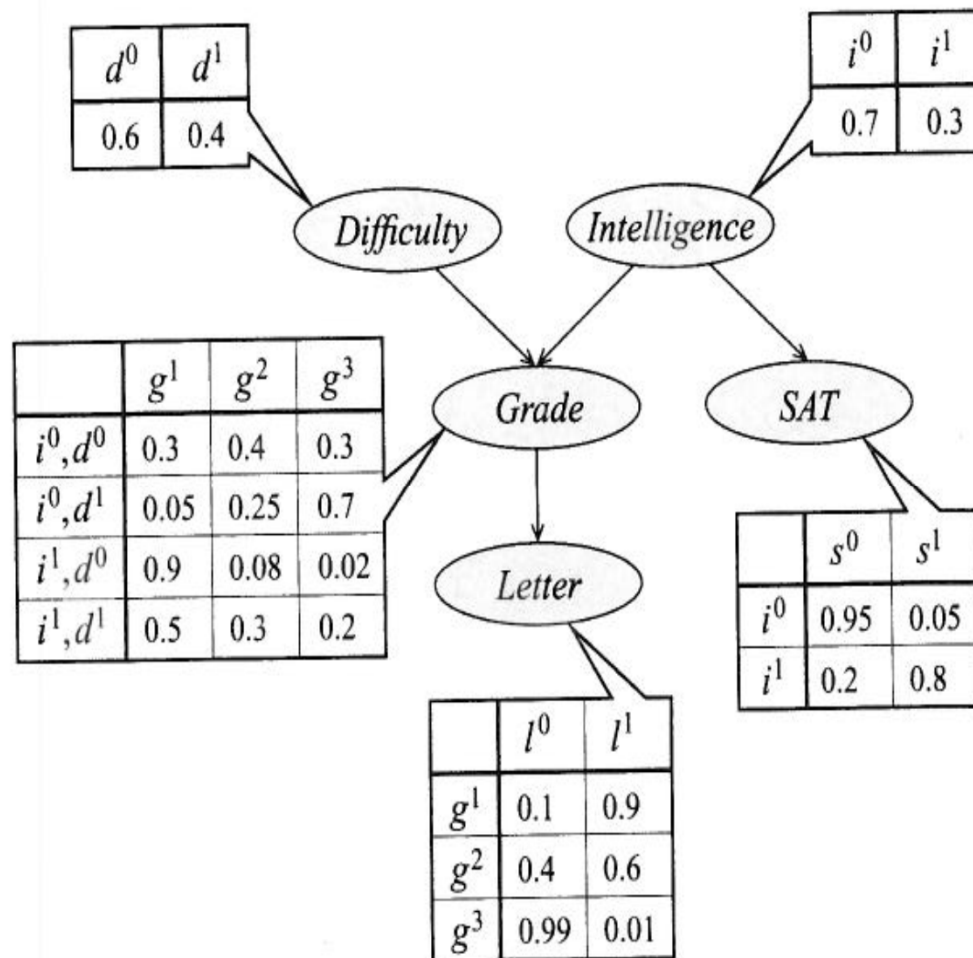 d⁰ d¹
0.6 0.4
i⁰ i¹
0.7 0.3
Difficulty
Intelligence
g¹ g² g³
i⁰,d⁰ 0.3 0.4 0.3
i⁰,d¹ 0.05 0.25 0.7
i¹,d⁰ 0.9 0.08 0.02
i¹,d¹ 0.5 0.3 0.2
Grade
SAT
Letter
s⁰ s¹
i⁰ 0.95 0.05
i¹ 0.2 0.8
l⁰ l¹
g¹ 0.1 0.9
g² 0.4 0.6
g³ 0.99 0.01